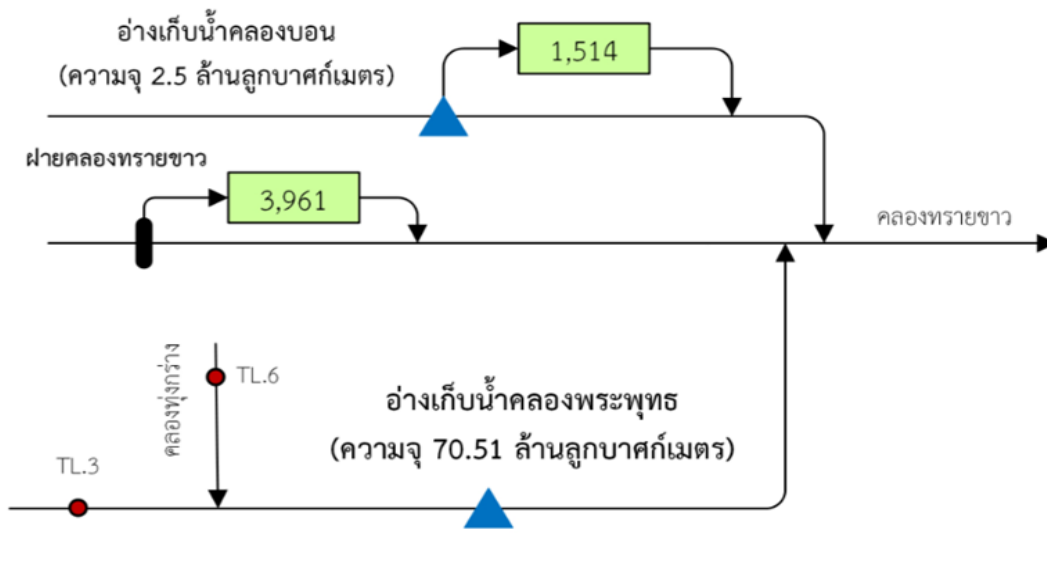 อ่างเก็บน้ำคลองบอน
(ความจุ 2.5 ล้านลูกบาศก์เมตร)
1,514
ฝายคลองทรายขาว
3,961
คลองทรายขาว
คลองทุ่งกร่าง
TL.6
อ่างเก็บน้ำคลองพระพุทธ
(ความจุ 70.51 ล้านลูกบาศก์เมตร)
TL.3